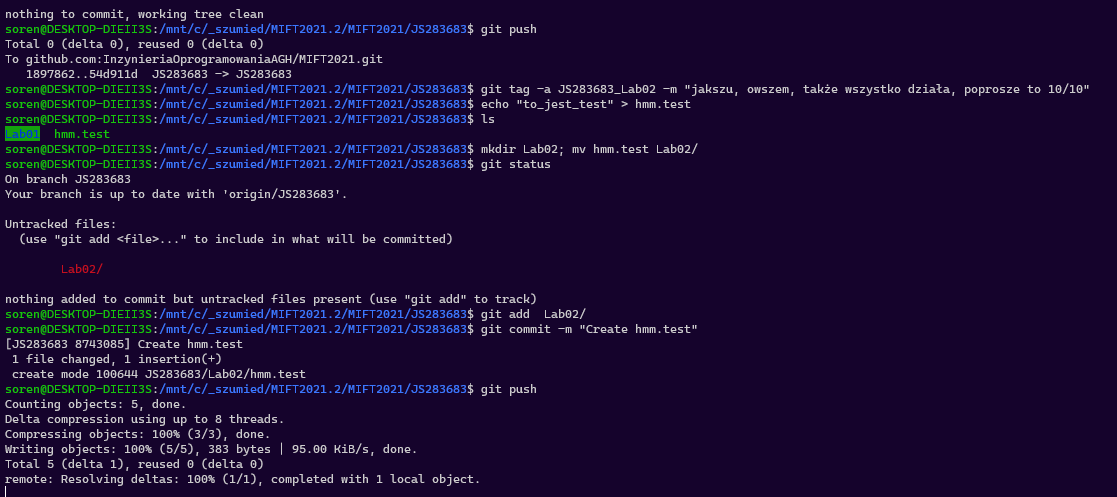 nothing to commit, working tree clean
soren@DESKTOP-DIEII3S:/mnt/c/_szumied/MIFT2021.2/MIFT2021/JS283683$ git push
Total 0 (delta 0), reused 0 (delta 0)
To github.com:InzynieriaOprogramowaniaAGH/MIFT2021.git
   1897862..54d911d  JS283683 -> JS283683
soren@DESKTOP-DIEII3S:/mnt/c/_szumied/MIFT2021.2/MIFT2021/JS283683$ git tag -a JS283683_Lab02 -m "jakszu, owszem, także wszystko działa, poprosze to 10/10"
soren@DESKTOP-DIEII3S:/mnt/c/_szumied/MIFT2021.2/MIFT2021/JS283683$ echo "to_jest_test" > hmm.test
soren@DESKTOP-DIEII3S:/mnt/c/_szumied/MIFT2021.2/MIFT2021/JS283683$ ls
Lab01  hmm.test
soren@DESKTOP-DIEII3S:/mnt/c/_szumied/MIFT2021.2/MIFT2021/JS283683$ mkdir Lab02; mv hmm.test Lab02/
soren@DESKTOP-DIEII3S:/mnt/c/_szumied/MIFT2021.2/MIFT2021/JS283683$ git status
On branch JS283683
Your branch is up to date with 'origin/JS283683'.
Untracked files:
  (use "git add <file>..." to include in what will be committed)
        Lab02/
nothing added to commit but untracked files present (use "git add" to track)
soren@DESKTOP-DIEII3S:/mnt/c/_szumied/MIFT2021.2/MIFT2021/JS283683$ git add  Lab02/
soren@DESKTOP-DIEII3S:/mnt/c/_szumied/MIFT2021.2/MIFT2021/JS283683$ git commit -m "Create hmm.test"
[JS283683 8743085] Create hmm.test
 1 file changed, 1 insertion(+)
 create mode 100644 JS283683/Lab02/hmm.test
soren@DESKTOP-DIEII3S:/mnt/c/_szumied/MIFT2021.2/MIFT2021/JS283683$ git push
Counting objects: 5, done.
Delta compression using up to 8 threads.
Compressing objects: 100% (3/3), done.
Writing objects: 100% (5/5), 383 bytes | 95.00 KiB/s, done.
Total 5 (delta 1), reused 0 (delta 0)
remote: Resolving deltas: 100% (1/1), completed with 1 local object.